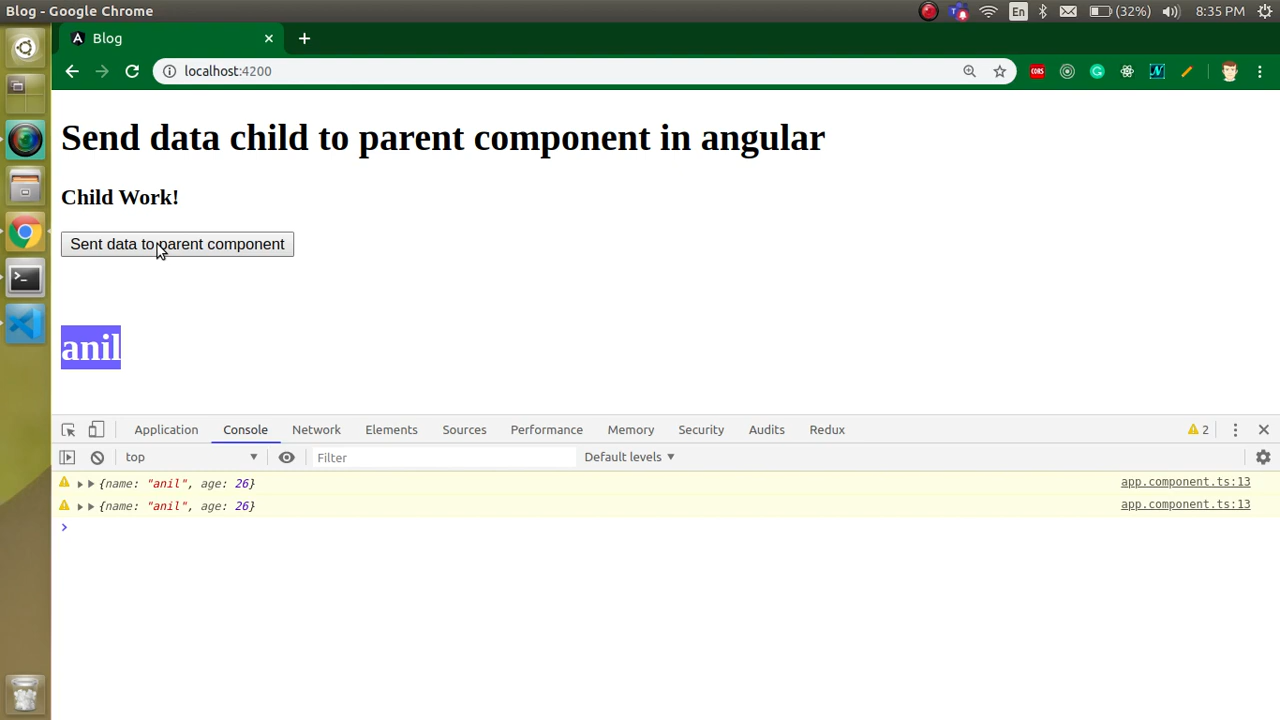 Blog - Google Chrome
En
(32%)
8:35 PM
Blog
localhost:4200
CORS
Send data child to parent component in angular
Child Work!
Sent data to parent component
anil
Application Console Network Elements Sources Performance Memory Security Audits Redux 2
top Filter Default levels
{name: "anil", age: 26} app.component.ts:13
{name: "anil", age: 26} app.component.ts:13